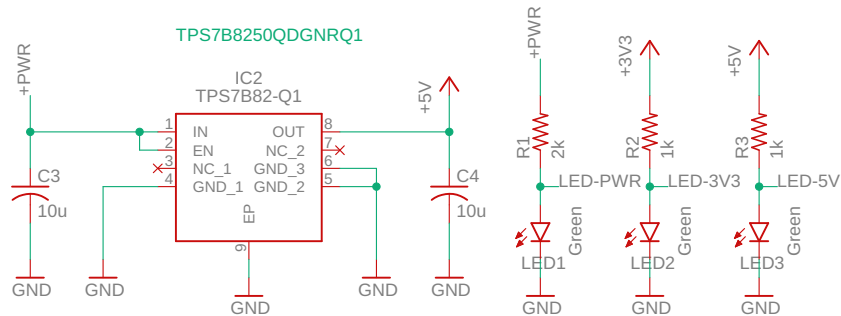 TPS7B8250QDGNRQ1
+PWR
IC2
TPS7B82-Q1
+5V
1
IN
OUT
8
2
EN
NC_2
7
3
NC_1
GND_3
6
4
GND_1
GND_2
5
EP
9
C3
10u
C4
10u
GND
GND
GND
GND
GND
+PWR
+3V3
+5V
R1
2k
R2
1k
R3
1k
LED-PWR
LED-3V3
LED-5V
Green
Green
Green
LED1
LED2
LED3
GND
GND
GND